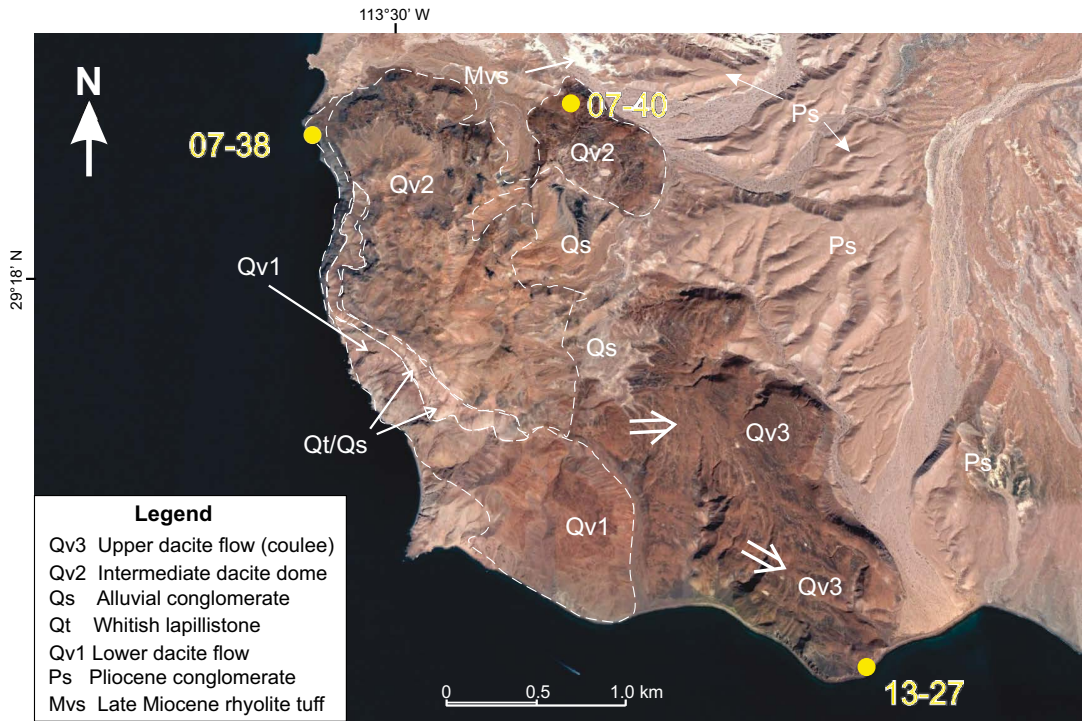 113°30' W
N
Mvs
07-40
Ps
07-38
Qv2
Qv2
Qs
Ps
Qv1
29°18' N
Qs
Qv3
Qt/Qs
Ps
Qv1
Qv3
Legend
Qv3 Upper dacite flow (coulee)
Qv2 Intermediate dacite dome
Qs Alluvial conglomerate
Qt Whitish lapillistone
Qv1 Lower dacite flow
Ps Pliocene conglomerate
Mvs Late Miocene rhyolite tuff
0 0.5 1.0 km
13-27